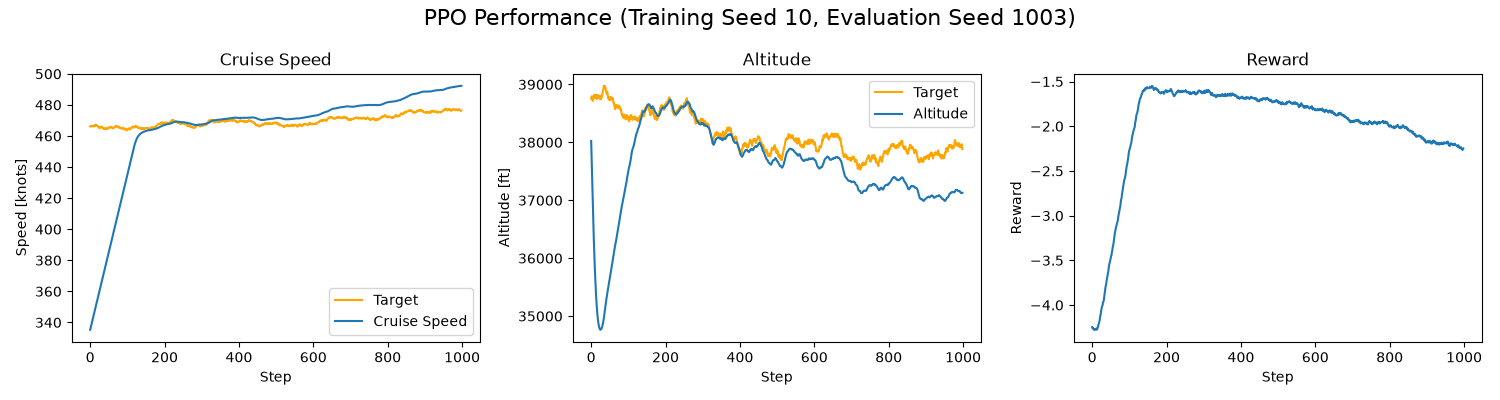 PPO Performance (Training Seed 10, Evaluation Seed 1003)
Cruise Speed
Speed [knots]
500
480
460
440
420
400
380
360
340
0 200 400 600 800 1000
Step
Target
Cruise Speed
Altitude
Altitude [ft]
39000
38000
37000
36000
35000
0 200 400 600 800 1000
Step
Target
Altitude
Reward
Reward
−1.5
−2.0
−2.5
−3.0
−3.5
−4.0
0 200 400 600 800 1000
Step